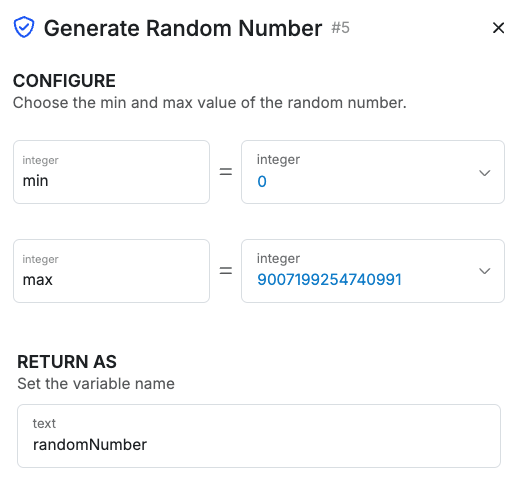 Generate Random Number #5
CONFIGURE
Choose the min and max value of the random number.
integer
min
=
integer
0
integer
max
=
integer
9007199254740991
RETURN AS
Set the variable name
text
randomNumber